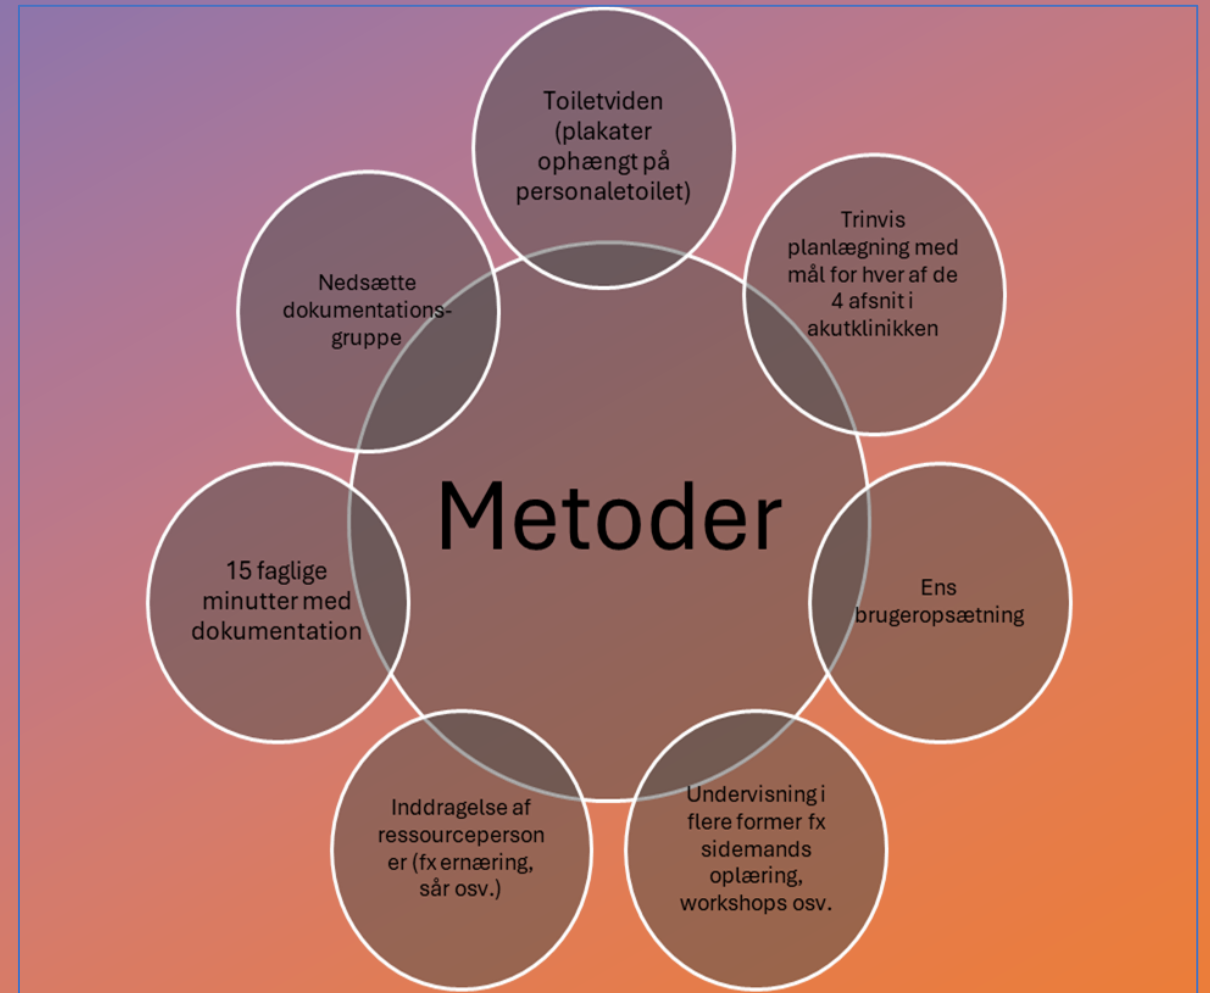 Toiletviden
(plakater
ophængt på
personaletoilet)
Trinvis
planlægning med
mål for hver af de
4 afsnit i
akutklinikken
Ens
brugeropsætning
Undervisning i
flere former fx
sidemands
oplæring,
workshops osv.
Inddragelse af
ressourceperson
er (fx ernæring,
sår osv.)
15 faglige
minutter med
dokumentation
Nedsætte
dokumentations-
gruppe
Metoder